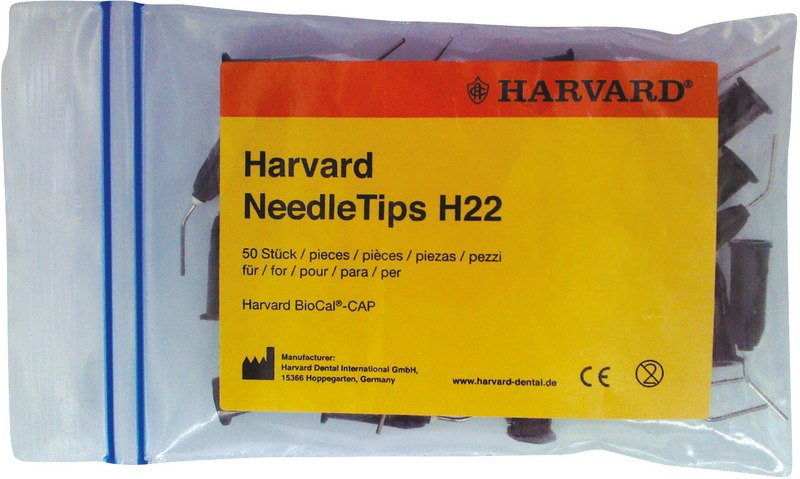 HARVARD®
Harvard
NeedleTips H22
50 Stück / pieces / pièces / piezas / pezzi
für / for / pour / para / per
Harvard BioCal®-CAP
Manufacturer:
Harvard Dental International GmbH,
15366 Hoppegarten, Germany
www.harvard-dental.de
CE
2